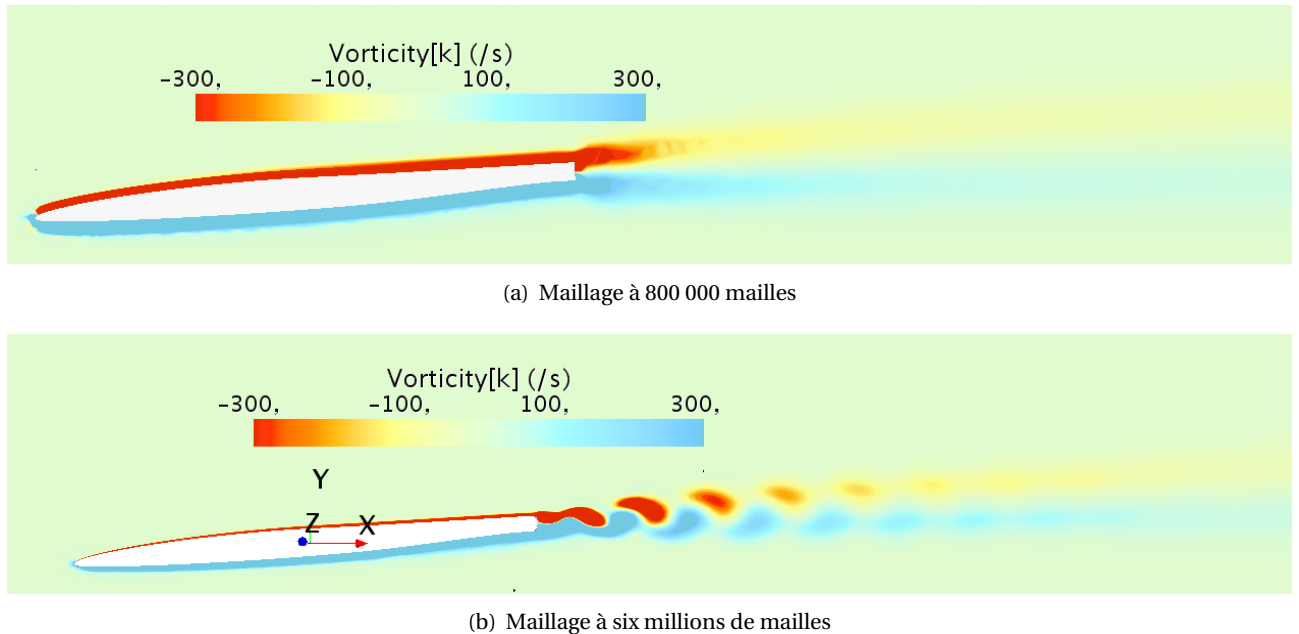 Vorticity[k] (/s)
-300, -100, 100, 300,
(a) Maillage à 800 000 mailles
Vorticity[k] (/s)
-300, -100, 100, 300,
Y
Z X
(b) Maillage à six millions de mailles